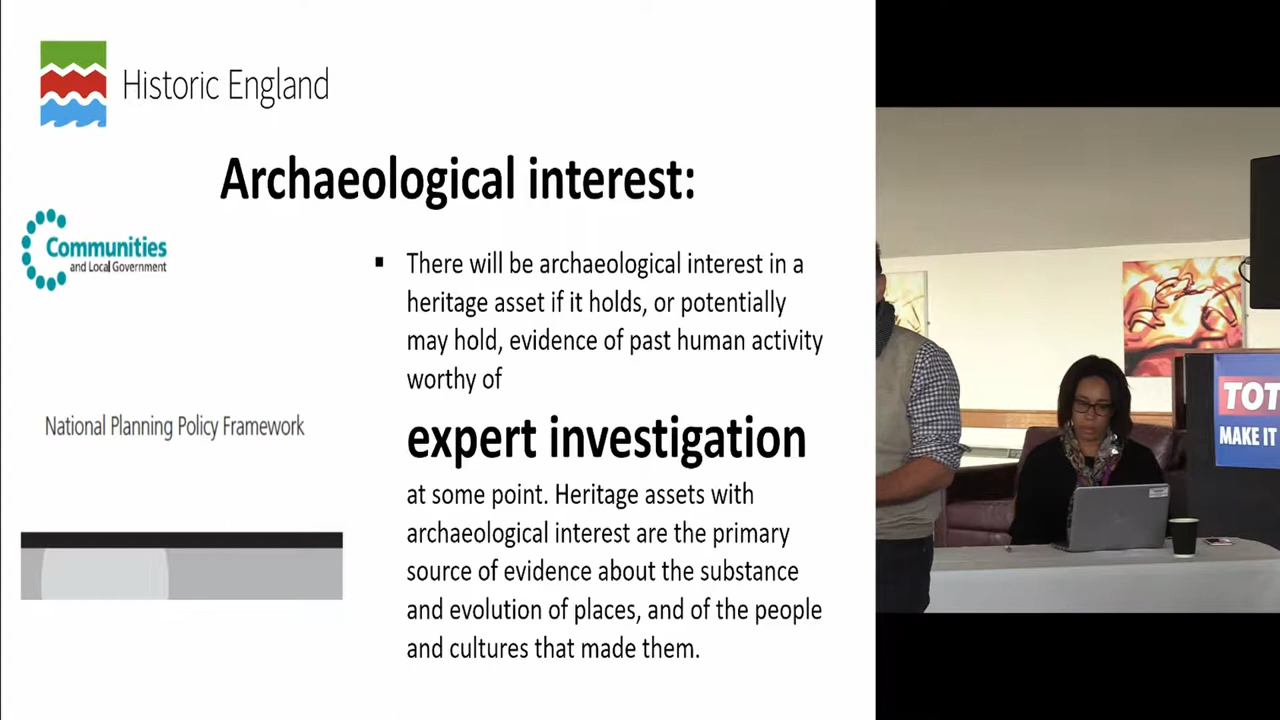 Historic England
Archaeological interest:
Communities
and Local Government
National Planning Policy Framework
▪ There will be archaeological interest in a
heritage asset if it holds, or potentially
may hold, evidence of past human activity
worthy of
expert investigation
at some point. Heritage assets with
archaeological interest are the primary
source of evidence about the substance
and evolution of places, and of the people
and cultures that made them.
TOT
MAKE IT